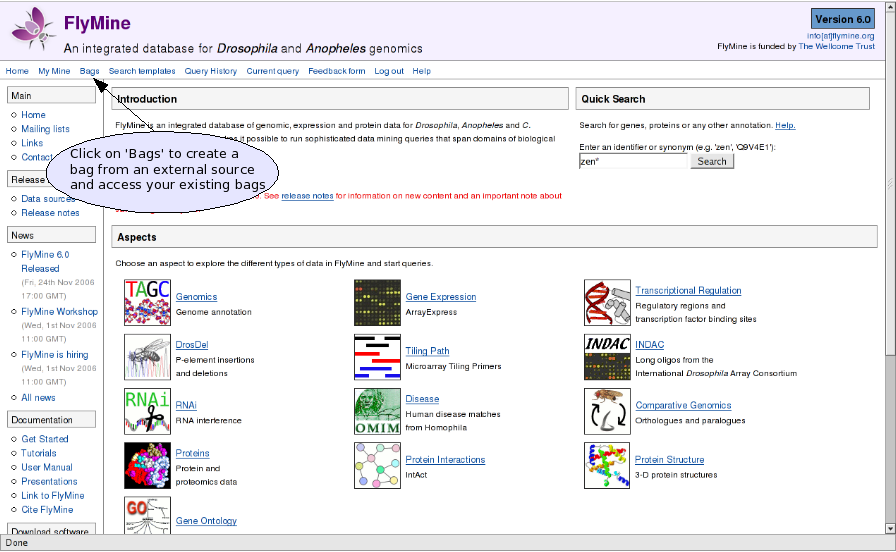 FlyMine
An integrated database for Drosophila and Anopheles genomics
Version 6.0
info[at]flymine.org
FlyMine is funded by The Wellcome Trust
Home My Mine Bags Search templates Query History Current query Feedback form Log out Help
Main
Home
Mailing lists
Links
Contact
Release
Data sources
Release notes
News
FlyMine 6.0
Released
(Fri, 24th Nov 2006
17:00 GMT)
FlyMine Workshop
(Wed, 1st Nov 2006
11:00 GMT)
FlyMine is hiring
(Wed, 1st Nov 2006
11:00 GMT)
All news
Documentation
Get Started
Tutorials
User Manual
Presentations
Link to FlyMine
Cite FlyMine
Download software
Click on 'Bags' to create a
bag from an external source
and access your existing bags
Introduction
FlyMine is an integrated database of genomic, expression and protein data for Drosophila, Anopheles and C.
it possible to run sophisticated data mining queries that span domains of biological
See release notes for information on new content and an important note about
Quick Search
Search for genes, proteins or any other annotation. Help.
Enter an identifier or synonym (e.g. 'zen', 'Q9V4E1'):
zen* Search
Aspects
Choose an aspect to explore the different types of data in FlyMine and start queries.
TAGC
Genomics
Genome annotation
Gene Expression
ArrayExpress
Transcriptional Regulation
Regulatory regions and
transcription factor binding sites
DrosDel
P-element insertions
and deletions
Tiling Path
Microarray Tiling Primers
INDAC
INDAC
Long oligos from the
International Drosophila Array Consortium
RNAi
RNAi
RNA interference
OMIM
Disease
Human disease matches
from Homophila
Comparative Genomics
Orthologues and paralogues
Proteins
Protein and
proteomics data
Protein Interactions
IntAct
Protein Structure
3-D protein structures
GO
Gene Ontology
Done